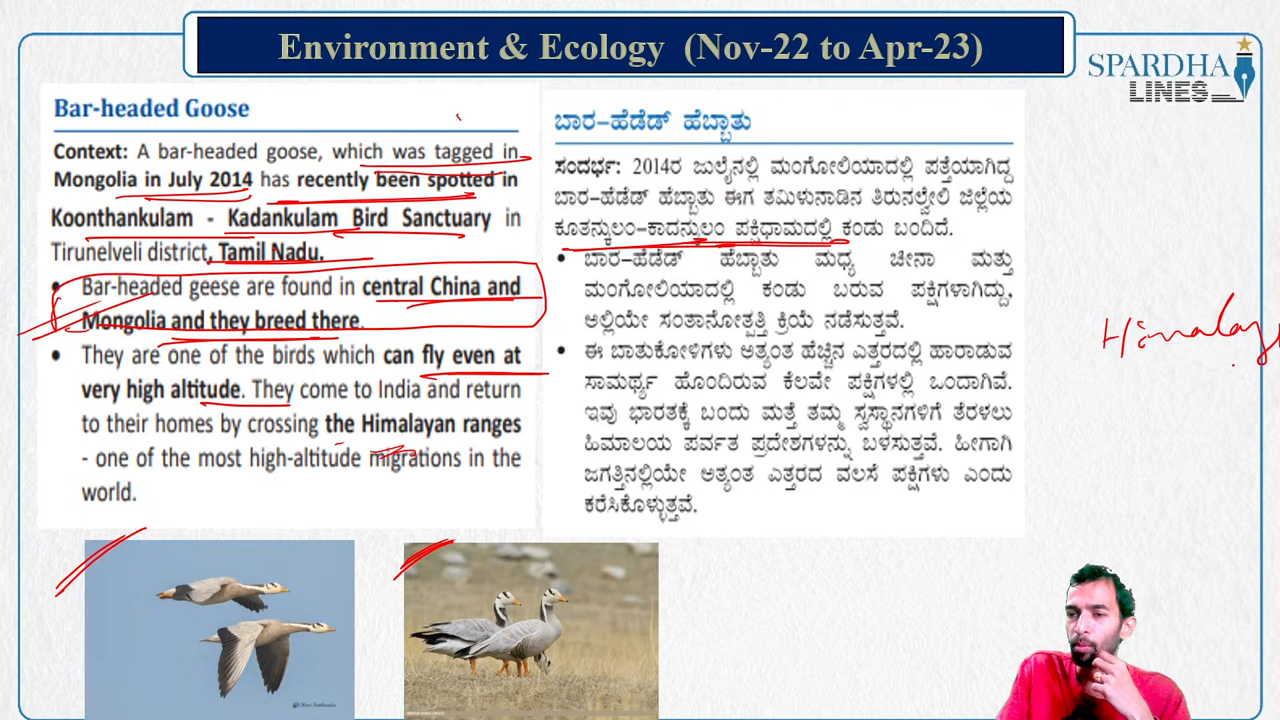 Environment & Ecology (Nov-22 to Apr-23)
SPARDHA
LINES
Bar-headed Goose
Context: A bar-headed goose, which was tagged in
Mongolia in July 2014 has recently been spotted in
Koonthankulam - Kadankulam Bird Sanctuary in
Tirunelveli district, Tamil Nadu.
• Bar-headed geese are found in central China and
Mongolia and they breed there.
• They are one of the birds which can fly even at
very high altitude. They come to India and return
to their homes by crossing the Himalayan ranges
- one of the most high-altitude migrations in the
world.
ಬಾರ-ಹೆಡೆಡ್ ಹೆಬ್ಬಾತು
ಸಂದರ್ಭ: 2014ರ ಜುಲೈನಲ್ಲಿ ಮಂಗೋಲಿಯಾದಲ್ಲಿ ಪತ್ತೆಯಾಗಿದ್ದ
ಬಾರ-ಹೆಡೆಡ್ ಹೆಬ್ಬಾತು ಈಗ ತಮಿಳುನಾಡಿನ ತಿರುನಲ್ವೇಲಿ ಜಿಲ್ಲೆಯ
ಕೂತನ್ಕುಲಂ-ಕಾದನ್ಕುಲಂ ಪಕ್ಷಿಧಾಮದಲ್ಲಿ ಕಂಡು ಬಂದಿದೆ.
• ಬಾರ-ಹೆಡೆಡ್ ಹೆಬ್ಬಾತು ಮಧ್ಯ ಚೀನಾ ಮತ್ತು
ಮಂಗೋಲಿಯಾದಲ್ಲಿ ಕಂಡು ಬರುವ ಪಕ್ಷಿಗಳಾಗಿದ್ದು,
ಅಲ್ಲಿಯೇ ಸಂತಾನೋತ್ಪತ್ತಿ ಕ್ರಿಯೆ ನಡೆಸುತ್ತವೆ.
• ಈ ಬಾತುಕೋಳಿಗಳು ಅತ್ಯಂತ ಹೆಚ್ಚಿನ ಎತ್ತರದಲ್ಲಿ ಹಾರಾಡುವ
ಸಾಮರ್ಥ್ಯ ಹೊಂದಿರುವ ಕೆಲವೇ ಪಕ್ಷಿಗಳಲ್ಲಿ ಒಂದಾಗಿವೆ.
ಇವು ಭಾರತಕ್ಕೆ ಬಂದು ಮತ್ತೆ ತಮ್ಮ ಸ್ವಸ್ಥಾನಗಳಿಗೆ ತೆರಳಲು
ಹಿಮಾಲಯ ಪರ್ವತ ಪ್ರದೇಶಗಳನ್ನು ಬಳಸುತ್ತವೆ. ಹೀಗಾಗಿ
ಜಗತ್ತಿನಲ್ಲಿಯೇ ಅತ್ಯಂತ ಎತ್ತರದ ವಲಸೆ ಪಕ್ಷಿಗಳು ಎಂದು
ಕರೆಸಿಕೊಳ್ಳುತ್ತವೆ.
Himalay